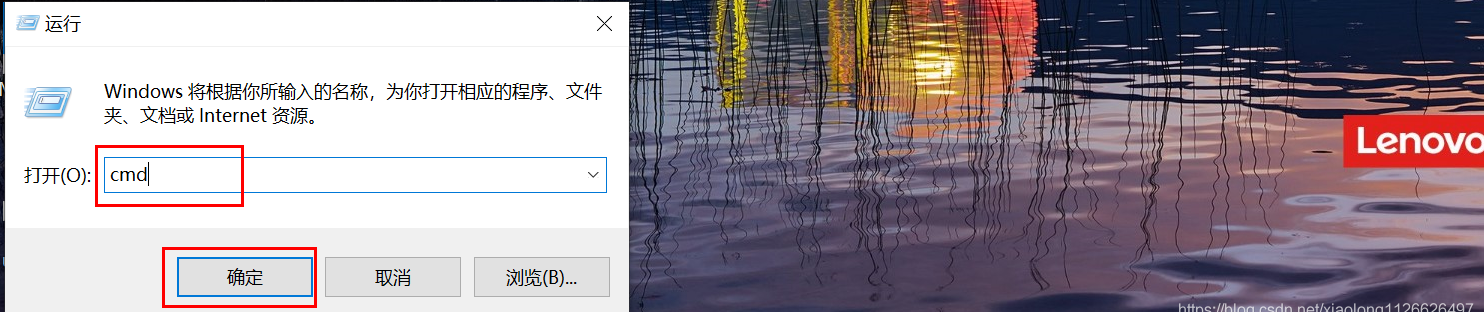 运行
Windows 将根据你所输入的名称，为你打开相应的程序、文件
夹、文档或 Internet 资源。
打开(O): cmd
确定 取消 浏览(B)...
Lenovo
https://blog.csdn.net/xiaolong1126626497